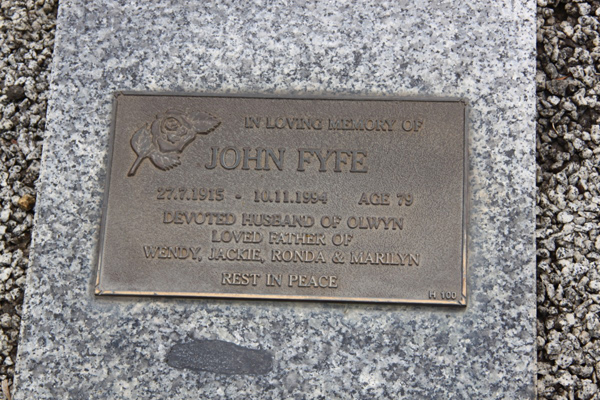 IN LOVING MEMORY OF
JOHN FYFE
27.7.1915 - 10.11.1994 AGE 79
DEVOTED HUSBAND OF OLWYN
LOVED FATHER OF
WENDY, JACKIE, RONDA & MARILYN
REST IN PEACE
H 100